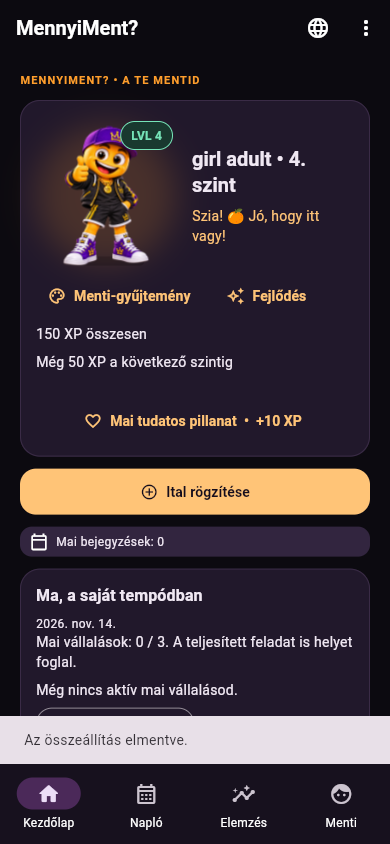 MennyiMent?
MENNYIMENT? • A TE MENTID
LVL 4
girl adult • 4.
szint
Szia! 🍊 Jó, hogy itt
vagy!
Menti-gyűjtemény
Fejlődés
150 XP összesen
Még 50 XP a következő szintig
Mai tudatos pillanat • +10 XP
Ital rögzítése
Mai bejegyzések: 0
Ma, a saját tempódban
2026. nov. 14.
Mai vállalások: 0 / 3. A teljesített feladat is helyet
foglal.
Még nincs aktív mai vállalásod.
Az összeállítás elmentve.
Kezdőlap
Napló
Elemzés
Menti